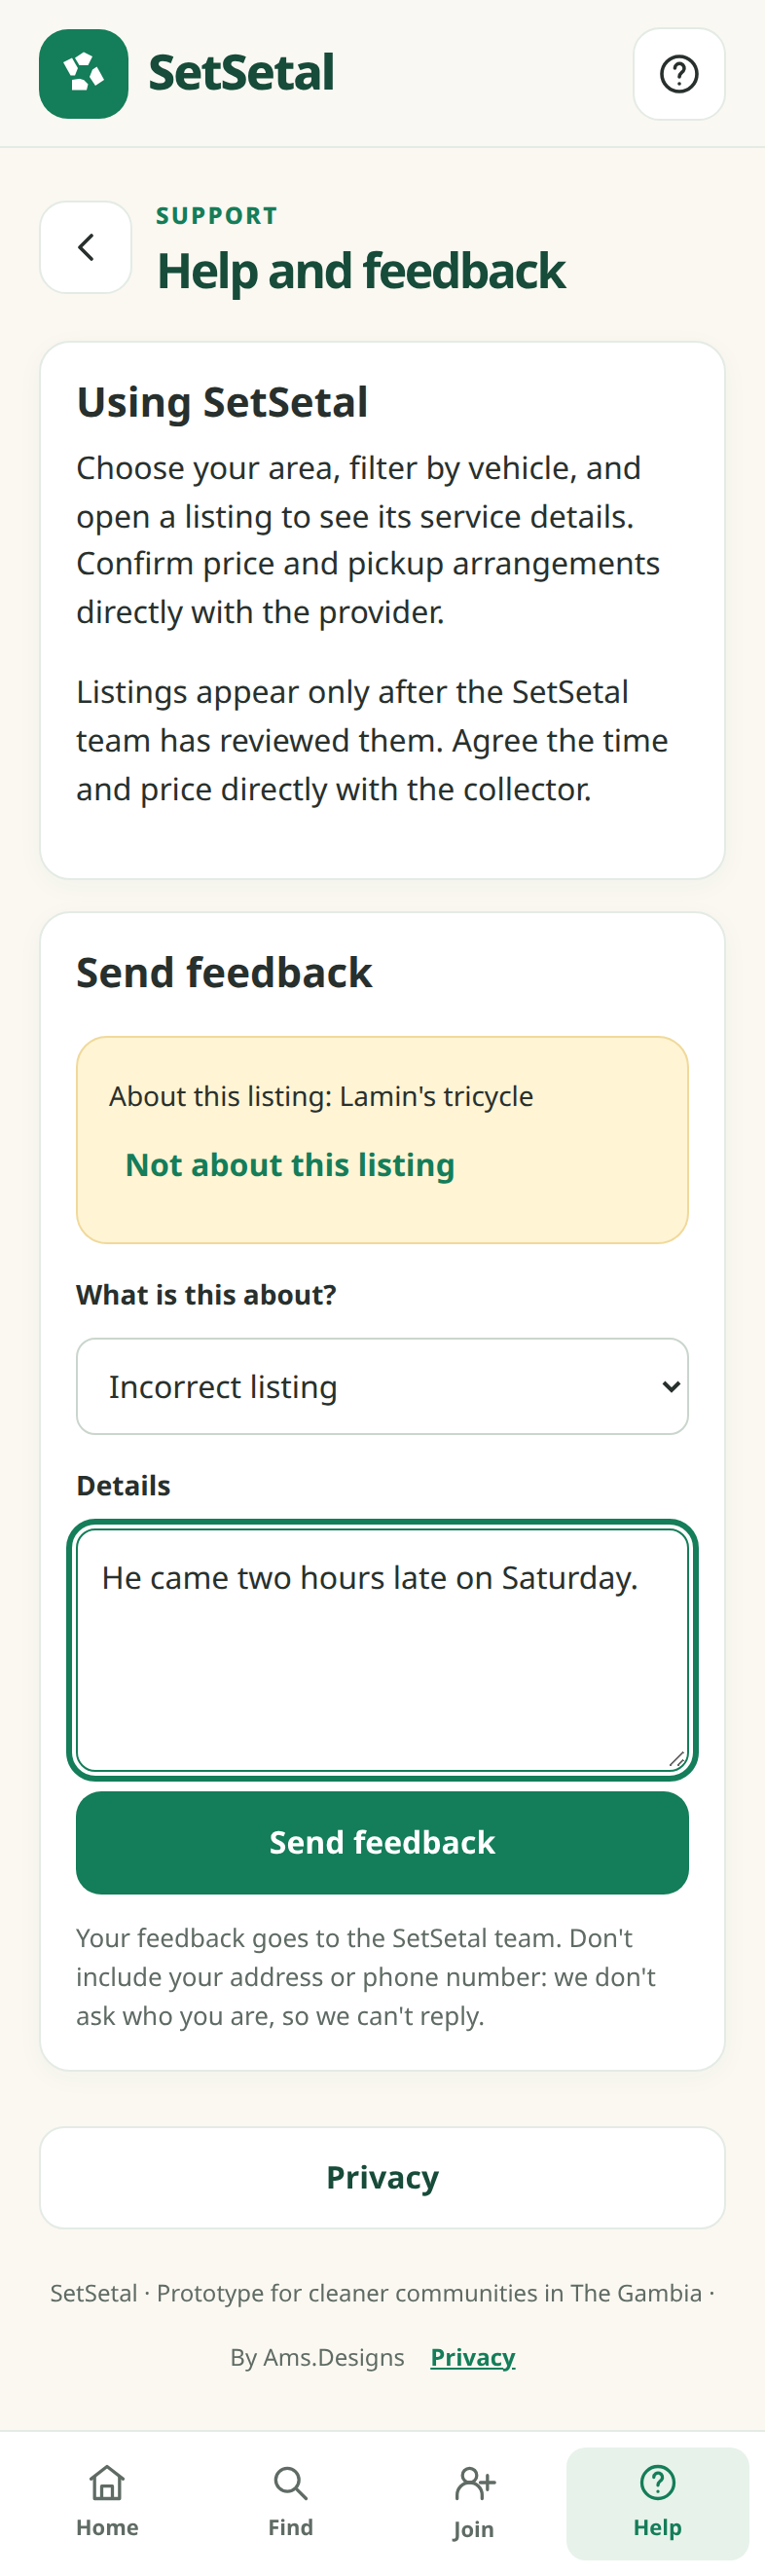 SetSetal
SUPPORT
Help and feedback
Using SetSetal
Choose your area, filter by vehicle, and
open a listing to see its service details.
Confirm price and pickup arrangements
directly with the provider.
Listings appear only after the SetSetal
team has reviewed them. Agree the time
and price directly with the collector.
Send feedback
About this listing: Lamin's tricycle
Not about this listing
What is this about?
Incorrect listing
Details
He came two hours late on Saturday.
Send feedback
Your feedback goes to the SetSetal team. Don't
include your address or phone number: we don't
ask who you are, so we can't reply.
Privacy
SetSetal · Prototype for cleaner communities in The Gambia ·
By Ams.Designs Privacy
Home Find Join Help